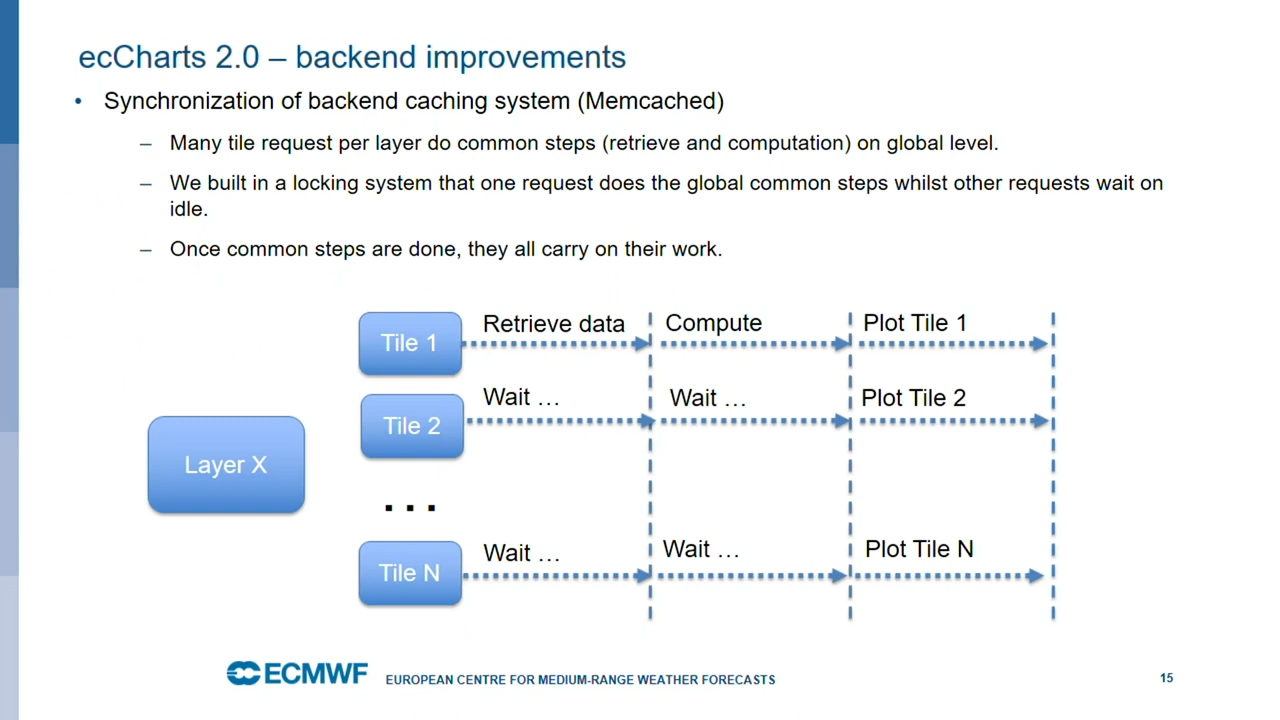 ecCharts 2.0 – backend improvements
• Synchronization of backend caching system (Memcached)
– Many tile request per layer do common steps (retrieve and computation) on global level.
– We built in a locking system that one request does the global common steps whilst other requests wait on
idle.
– Once common steps are done, they all carry on their work.
Tile 1
Retrieve data
Compute
Plot Tile 1
Tile 2
Wait …
Wait …
Plot Tile 2
Layer X
...
Tile N
Wait …
Wait …
Plot Tile N
ECMWF
EUROPEAN CENTRE FOR MEDIUM-RANGE WEATHER FORECASTS
15